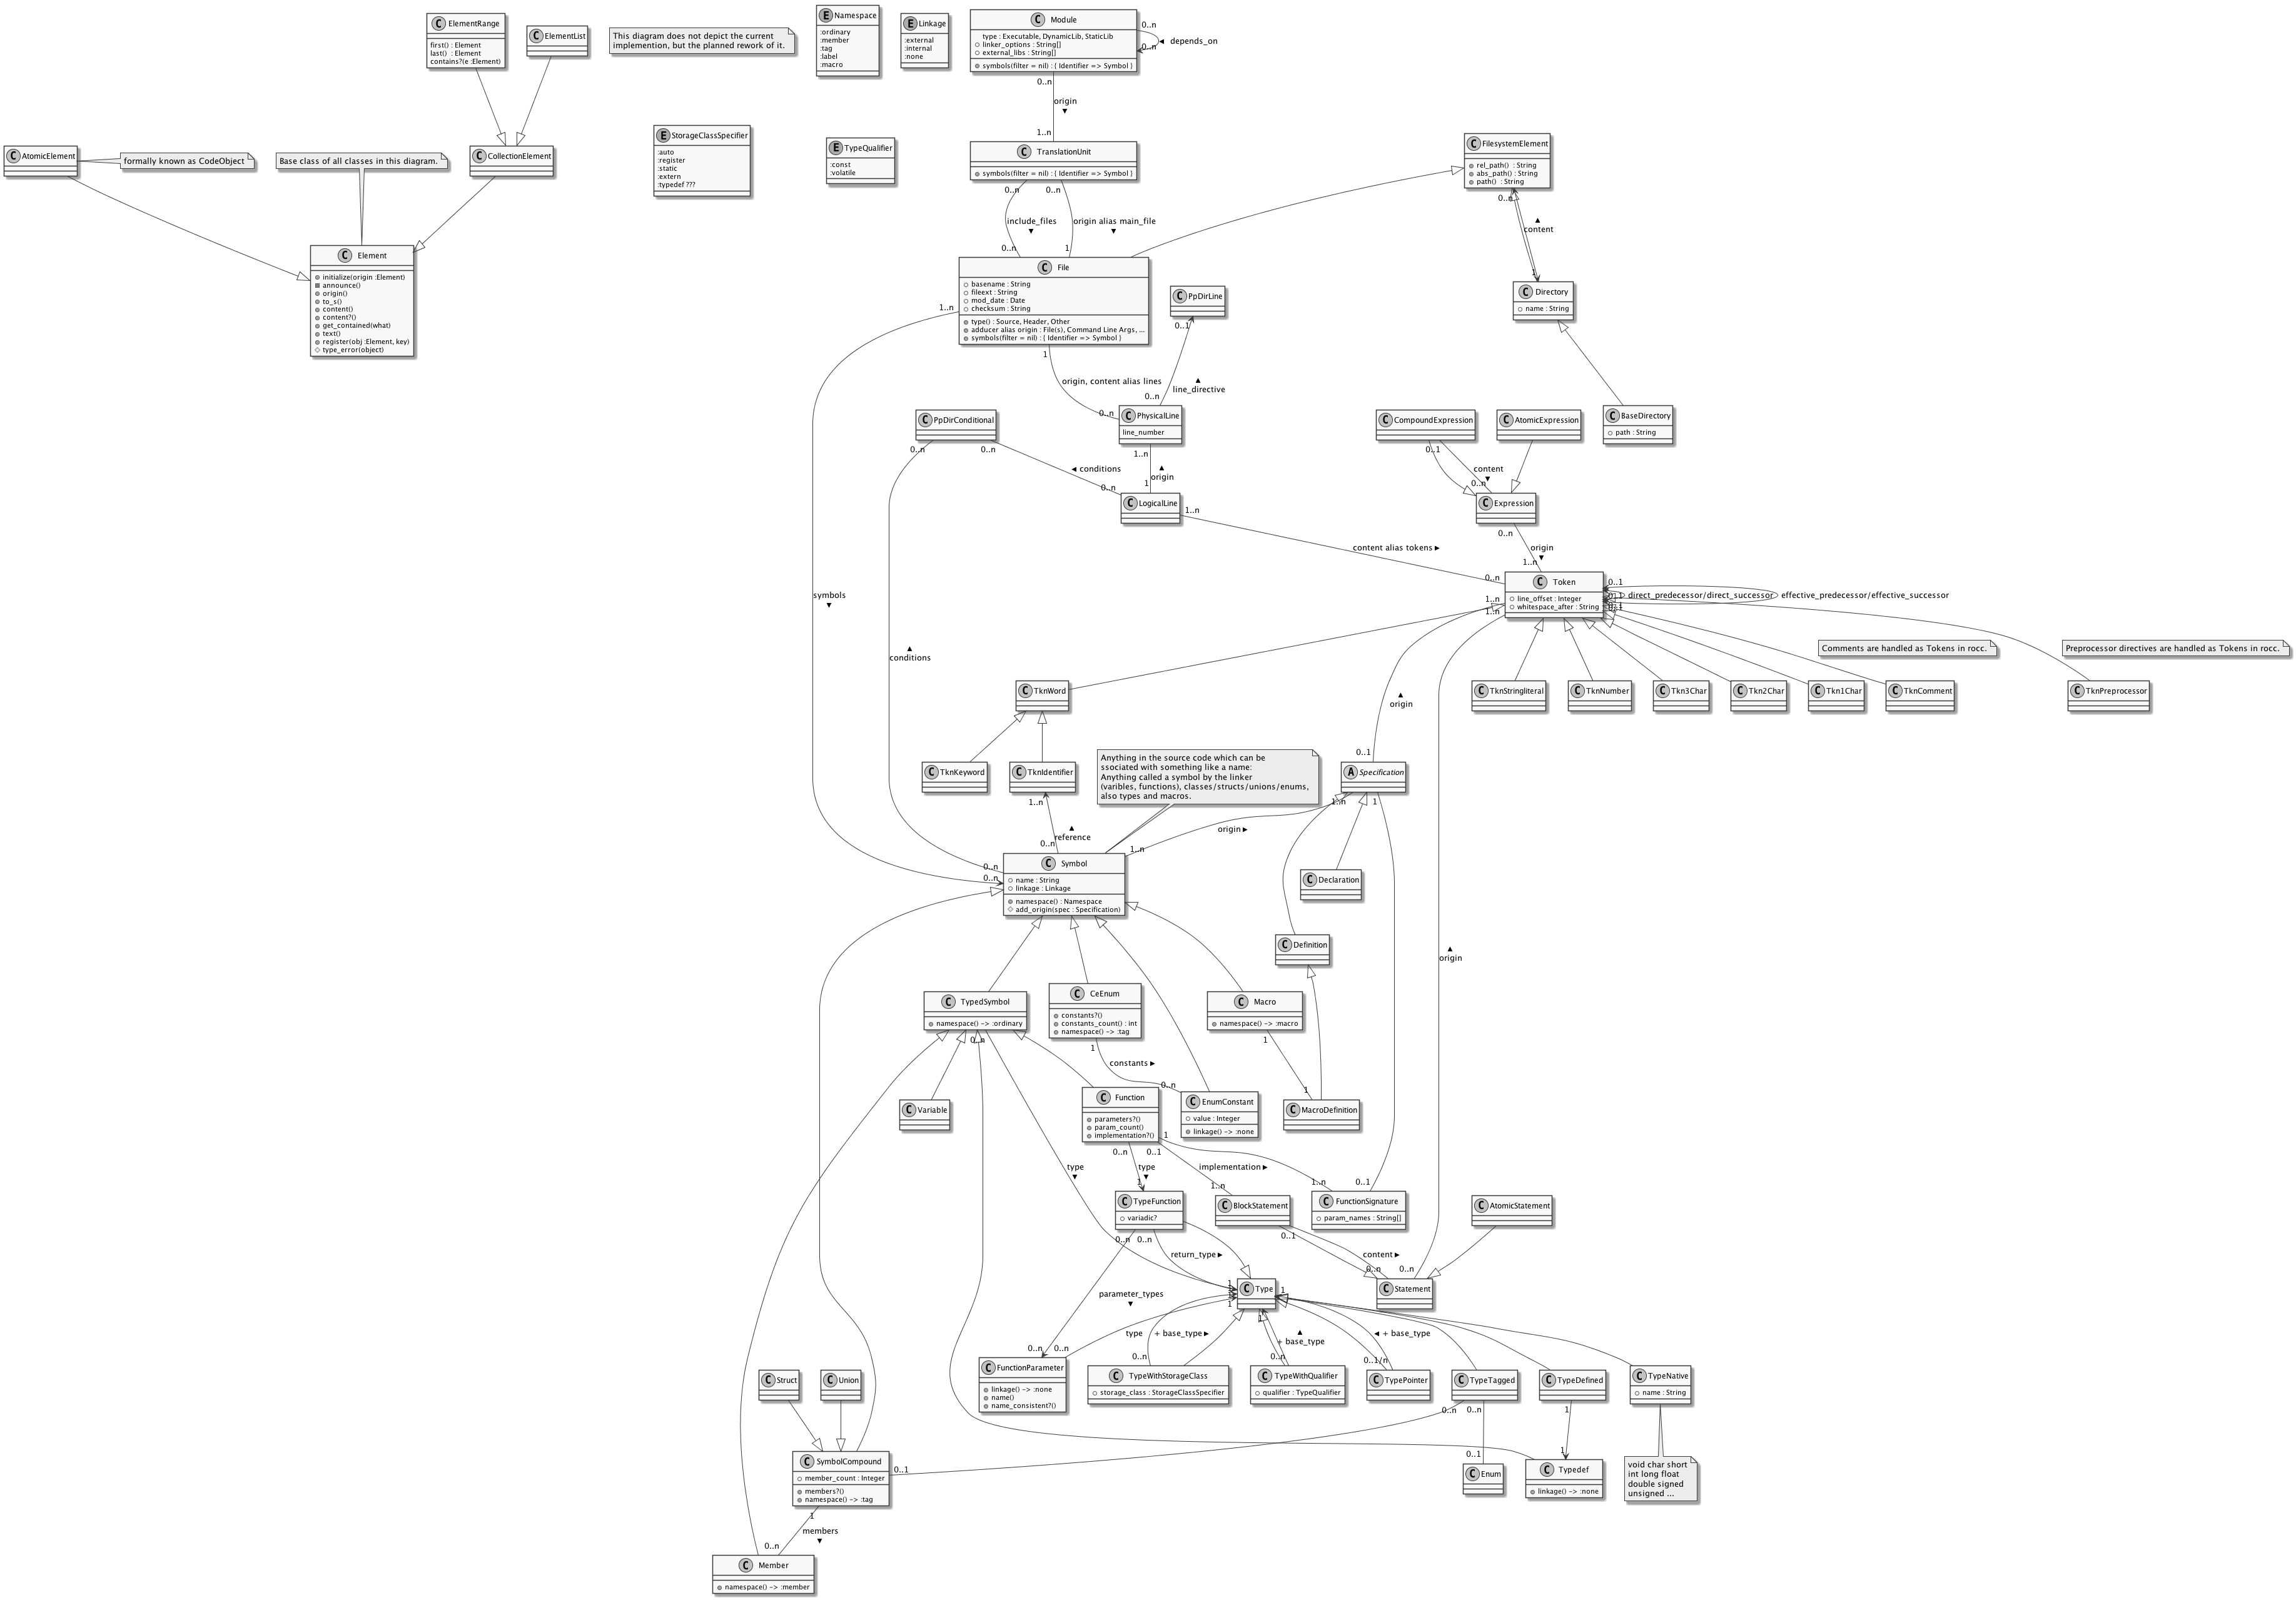 ElementRange
first() : Element
last() : Element
contains?(e :Element)
ElementList
This diagram does not depict the current
implemention, but the planned rework of it.
Namespace
:ordinary
:member
:tag
:label
:macro
Linkage
:external
:internal
:none
Module
type : Executable, DynamicLib, StaticLib
linker_options : String[]
external_libs : String[]
symbols(filter = nil) : { Identifier => Symbol }
0..n
0..n
depends_on
0..n
origin
1..n
AtomicElement
formally known as CodeObject
Base class of all classes in this diagram.
CollectionElement
StorageClassSpecifier
:auto
:register
:static
:extern
:typedef ???
TypeQualifier
:const
:volatile
TranslationUnit
symbols(filter = nil) : { Identifier => Symbol }
FilesystemElement
rel_path() : String
abs_path() : String
path() : String
0..n
0..n
0..n
include_files
origin alias main_file
content
0..n
1
1
Element
initialize(origin :Element)
announce()
origin()
to_s()
content()
content?()
get_contained(what)
text()
register(obj :Element, key)
type_error(object)
File
basename : String
fileext : String
mod_date : Date
checksum : String
type() : Source, Header, Other
adducer alias origin : File(s), Command Line Args, ...
symbols(filter = nil) : { Identifier => Symbol }
1..n
1
PpDirLine
0..1
Directory
name : String
origin, content alias lines
line_directive
0..n
0..n
PpDirConditional
PhysicalLine
line_number
CompoundExpression
AtomicExpression
BaseDirectory
path : String
0..n
0..n
1..n
0..1
conditions
origin
content
0..n
1
0..n
LogicalLine
Expression
1..n
0..n
content alias tokens
origin
0..n
1..n
Token
line_offset : Integer
whitespace_after : String
1..n
1..n
0..1
0..1
0..1
direct_predecessor/direct_successor
effective_predecessor/effective_successor
symbols
conditions
Comments are handled as Tokens in rocc.
Preprocessor directives are handled as Tokens in rocc.
TknWord
origin
TknStringliteral
TknNumber
Tkn3Char
Tkn2Char
Tkn1Char
TknComment
TknPreprocessor
0..1
TknKeyword
TknIdentifier
Anything in the source code which can be
ssociated with something like a name:
Anything called a symbol by the linker
(varibles, functions), classes/structs/unions/enums,
also types and macros.
Specification
1..n
1..n
1
reference
origin
0..n
1..n
0..n
0..n
Symbol
name : String
linkage : Linkage
namespace() : Namespace
add_origin(spec : Specification)
Declaration
Definition
origin
TypedSymbol
namespace() -> :ordinary
CeEnum
constants?()
constants_count() : int
namespace() -> :tag
Macro
namespace() -> :macro
0..n
1
1
constants
0..n
1
Variable
Function
parameters?()
param_count()
implementation?()
EnumConstant
value : Integer
linkage() -> :none
MacroDefinition
1
0..n
0..1
type
type
implementation
1
1..n
1..n
0..1
TypeFunction
variadic?
BlockStatement
FunctionSignature
param_names : String[]
AtomicStatement
0..n
0..n
0..1
return_type
content
0..n
0..n
1
1
1
1
Type
Statement
parameter_types
type
+ base_type
+ base_type
+ base_type
0..n
0..n
0..n
0..n
0..1/n
FunctionParameter
linkage() -> :none
name()
name_consistent?()
TypeWithStorageClass
storage_class : StorageClassSpecifier
TypeWithQualifier
qualifier : TypeQualifier
TypePointer
TypeTagged
TypeDefined
TypeNative
name : String
Struct
Union
0..n
0..n
1
0..1
0..1
1
SymbolCompound
member_count : Integer
members?()
namespace() -> :tag
Enum
Typedef
linkage() -> :none
void char short
int long float
double signed
unsigned ...
1
members
0..n
Member
namespace() -> :member